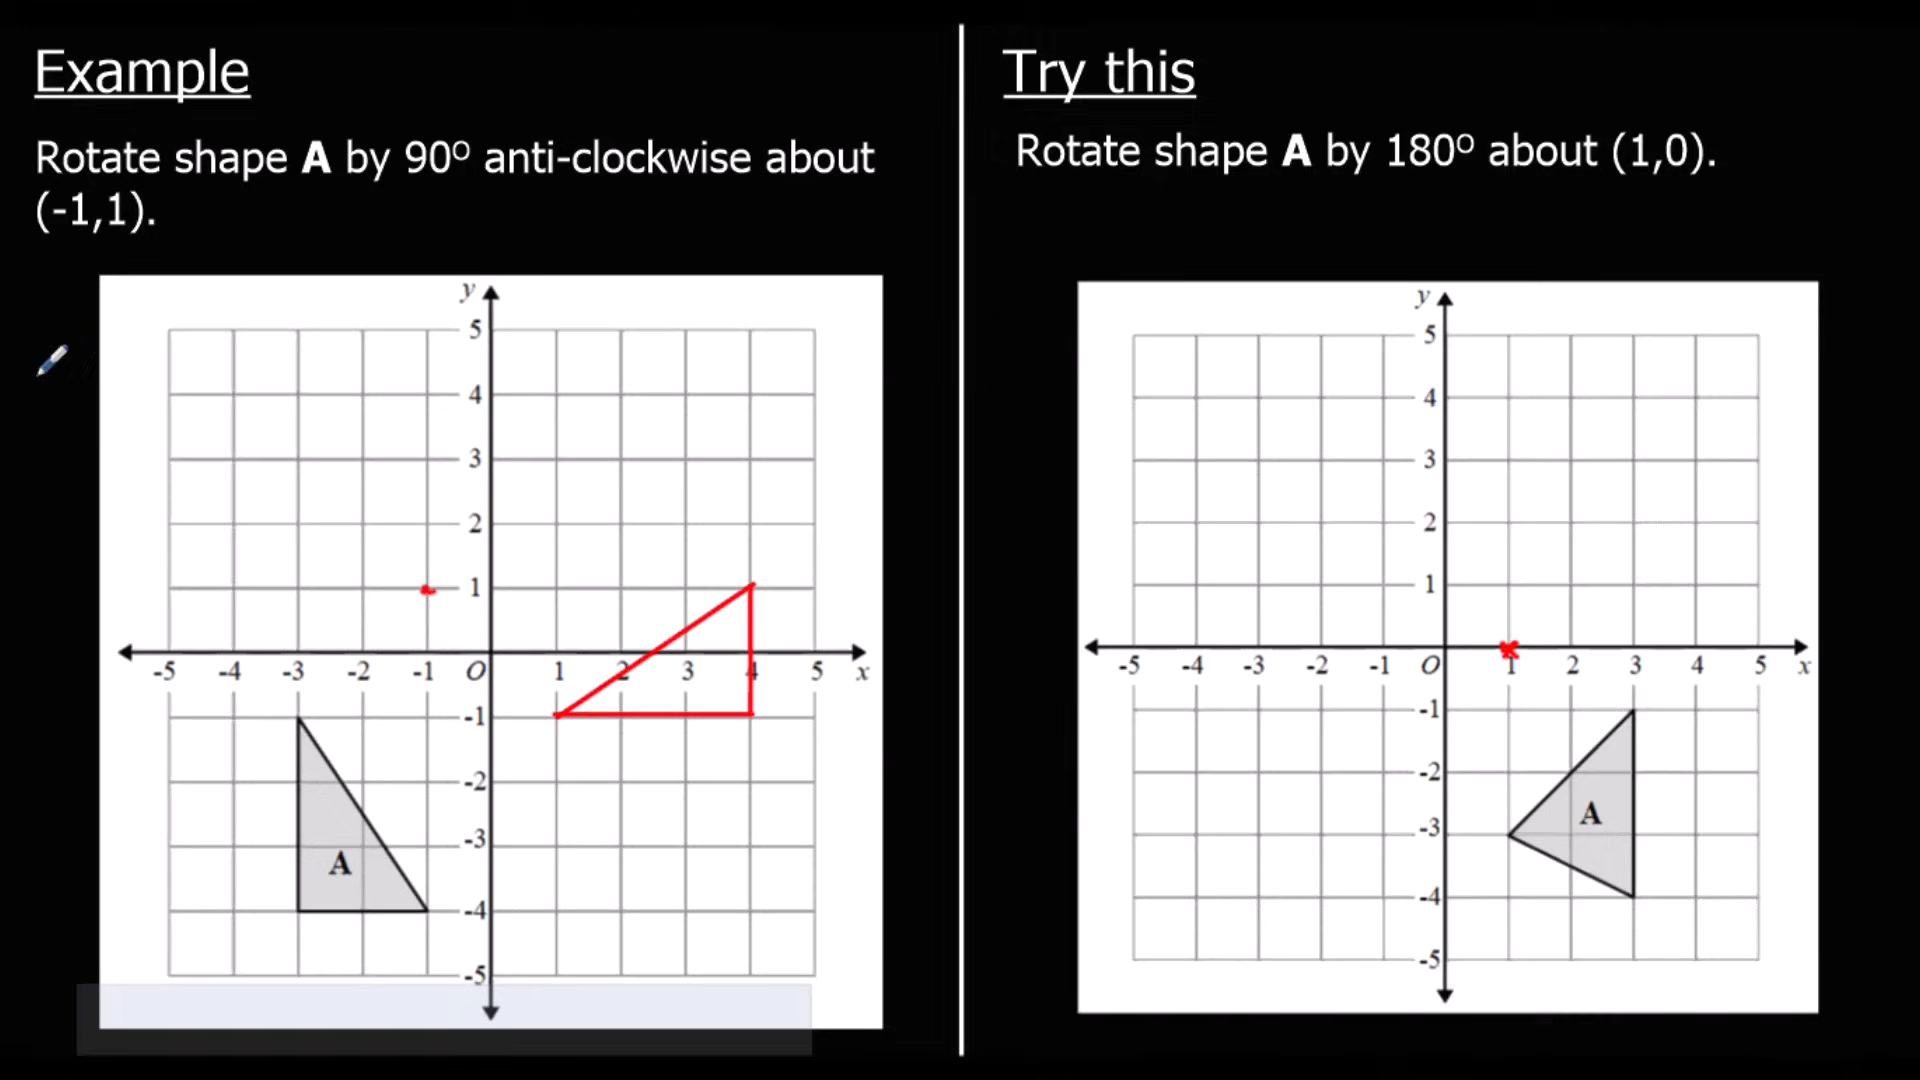 Example
Rotate shape A by 90º anti-clockwise about
(-1,1).
y
5
4
3
2
1
-5 -4 -3 -2 -1 O 1 2 3 4 5 x
-1
-2
-3
A
-4
-5
Try this
Rotate shape A by 180º about (1,0).
y
5
4
3
2
1
-5 -4 -3 -2 -1 O 1 2 3 4 5 x
-1
-2
A
-3
-4
-5